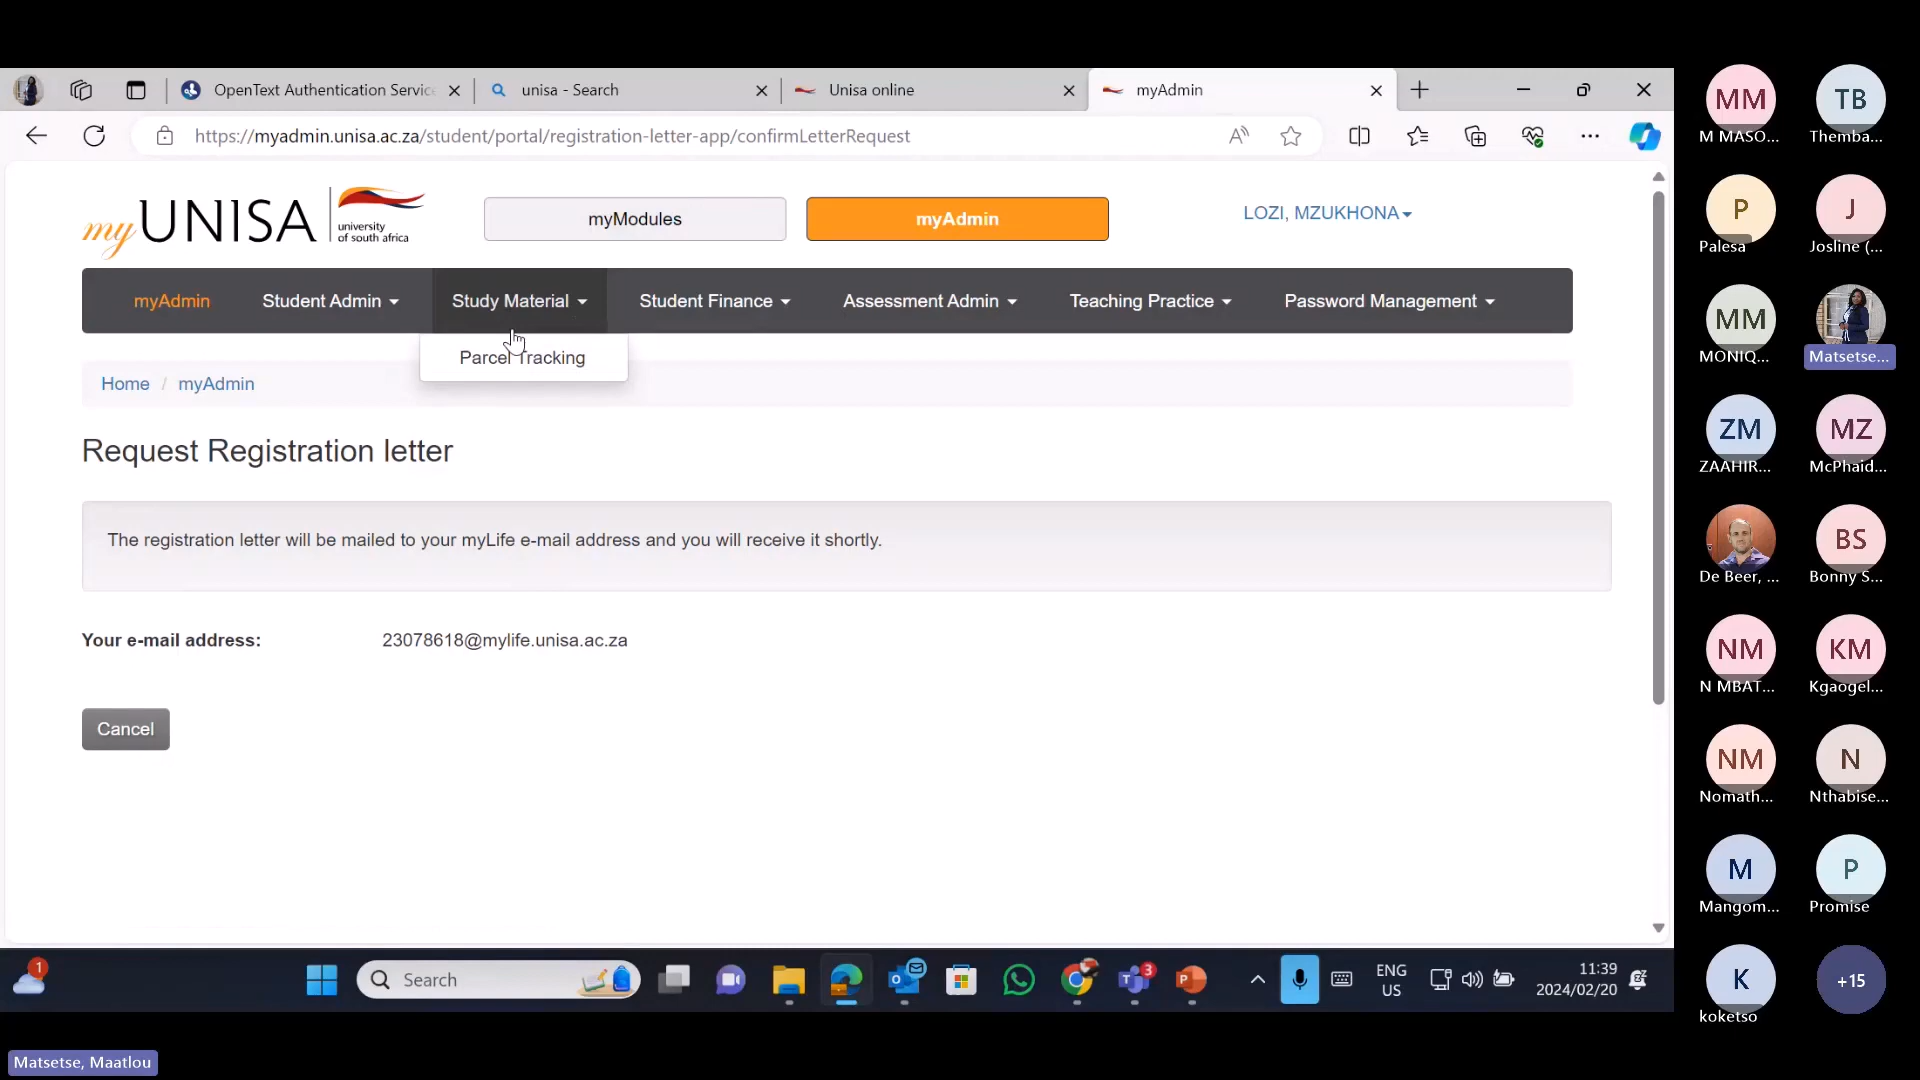 OpenText Authentication Servic
unisa - Search
Unisa online
myAdmin
https://myadmin.unisa.ac.za/student/portal/registration-letter-app/confirmLetterRequest
myUNISA university of south africa
myModules
myAdmin
LOZI, MZUKHONA
myAdmin
Student Admin
Study Material
Student Finance
Assessment Admin
Teaching Practice
Password Management
Parcel Tracking
Home / myAdmin
Request Registration letter
The registration letter will be mailed to your myLife e-mail address and you will receive it shortly.
Your e-mail address: 23078618@mylife.unisa.ac.za
Cancel
1
Search
3
ENG
US
11:39
2024/02/20
Matsetse, Maatlou
MM
M MASO...
TB
Themba...
P
Palesa
J
Josline (...
MM
MONIQ...
Matsetse...
ZM
ZAAHIR...
MZ
McPhaid...
De Beer, ...
BS
Bonny S...
NM
N MBAT...
KM
Kgaogel...
NM
Nomath...
N
Nthabise...
M
Mangom...
P
Promise
K
koketso
+15